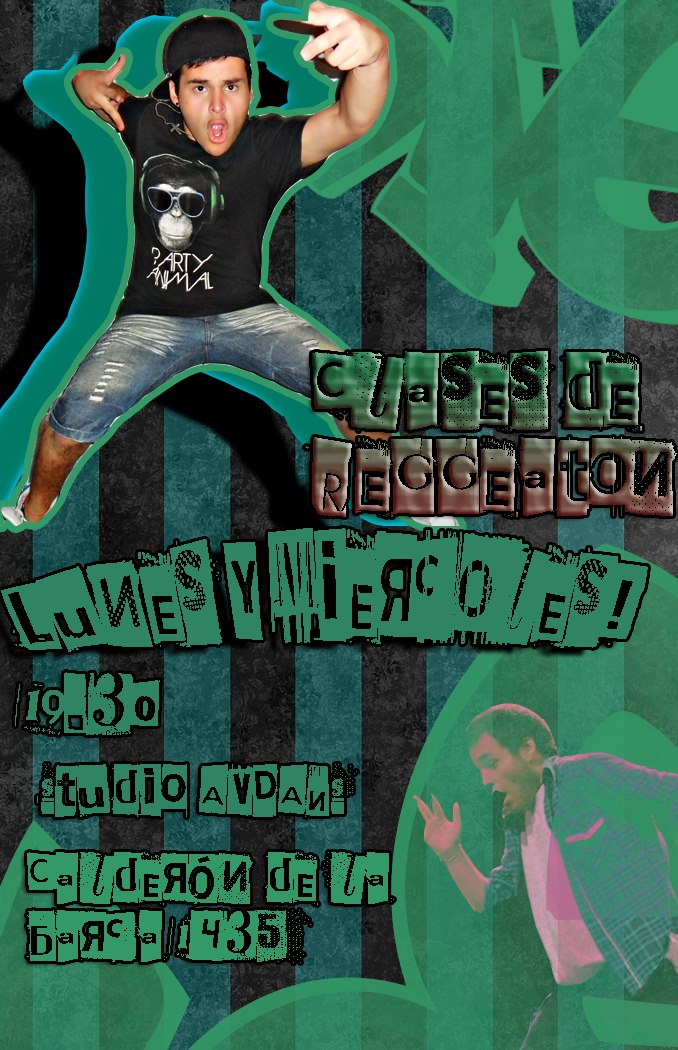 PARTY
ANIMAL
CLaSES DE
REGGEatON
LuNES Y MiERCOLES!
/19.30
studio AVDANS
CaLDERÓN DE La
BaRCa//1435